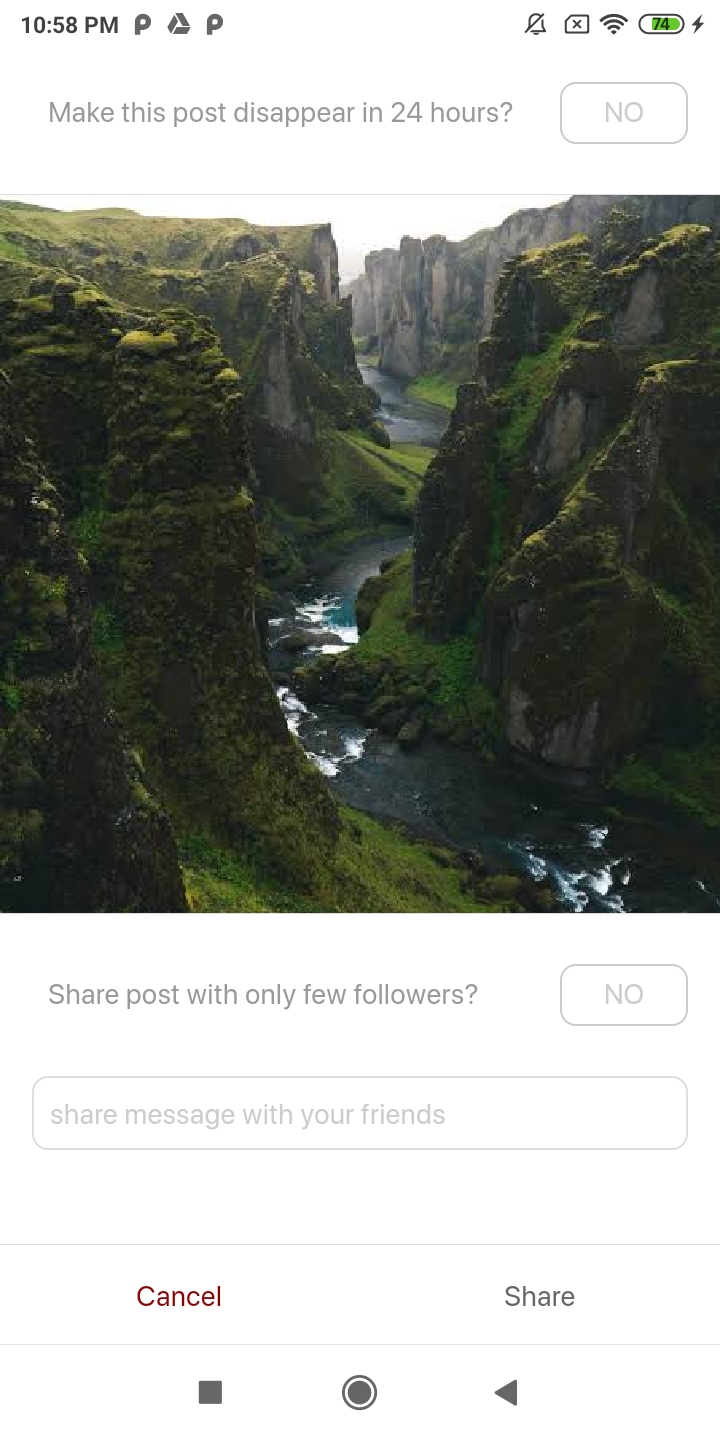 10:58 PM
74
Make this post disappear in 24 hours?
NO
Share post with only few followers?
NO
share message with your friends
Cancel
Share